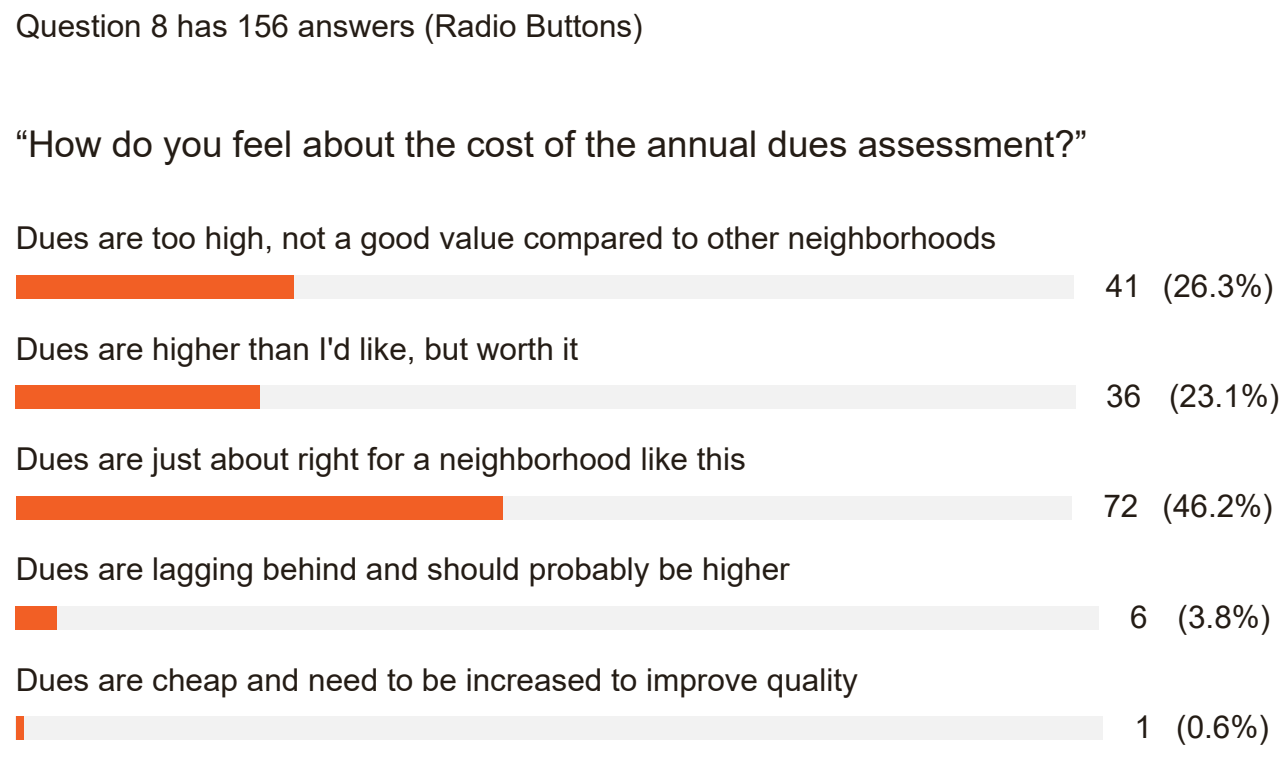 Question 8 has 156 answers (Radio Buttons)
“How do you feel about the cost of the annual dues assessment?”
Dues are too high, not a good value compared to other neighborhoods
41 (26.3%)
Dues are higher than I'd like, but worth it
36 (23.1%)
Dues are just about right for a neighborhood like this
72 (46.2%)
Dues are lagging behind and should probably be higher
6 (3.8%)
Dues are cheap and need to be increased to improve quality
1 (0.6%)